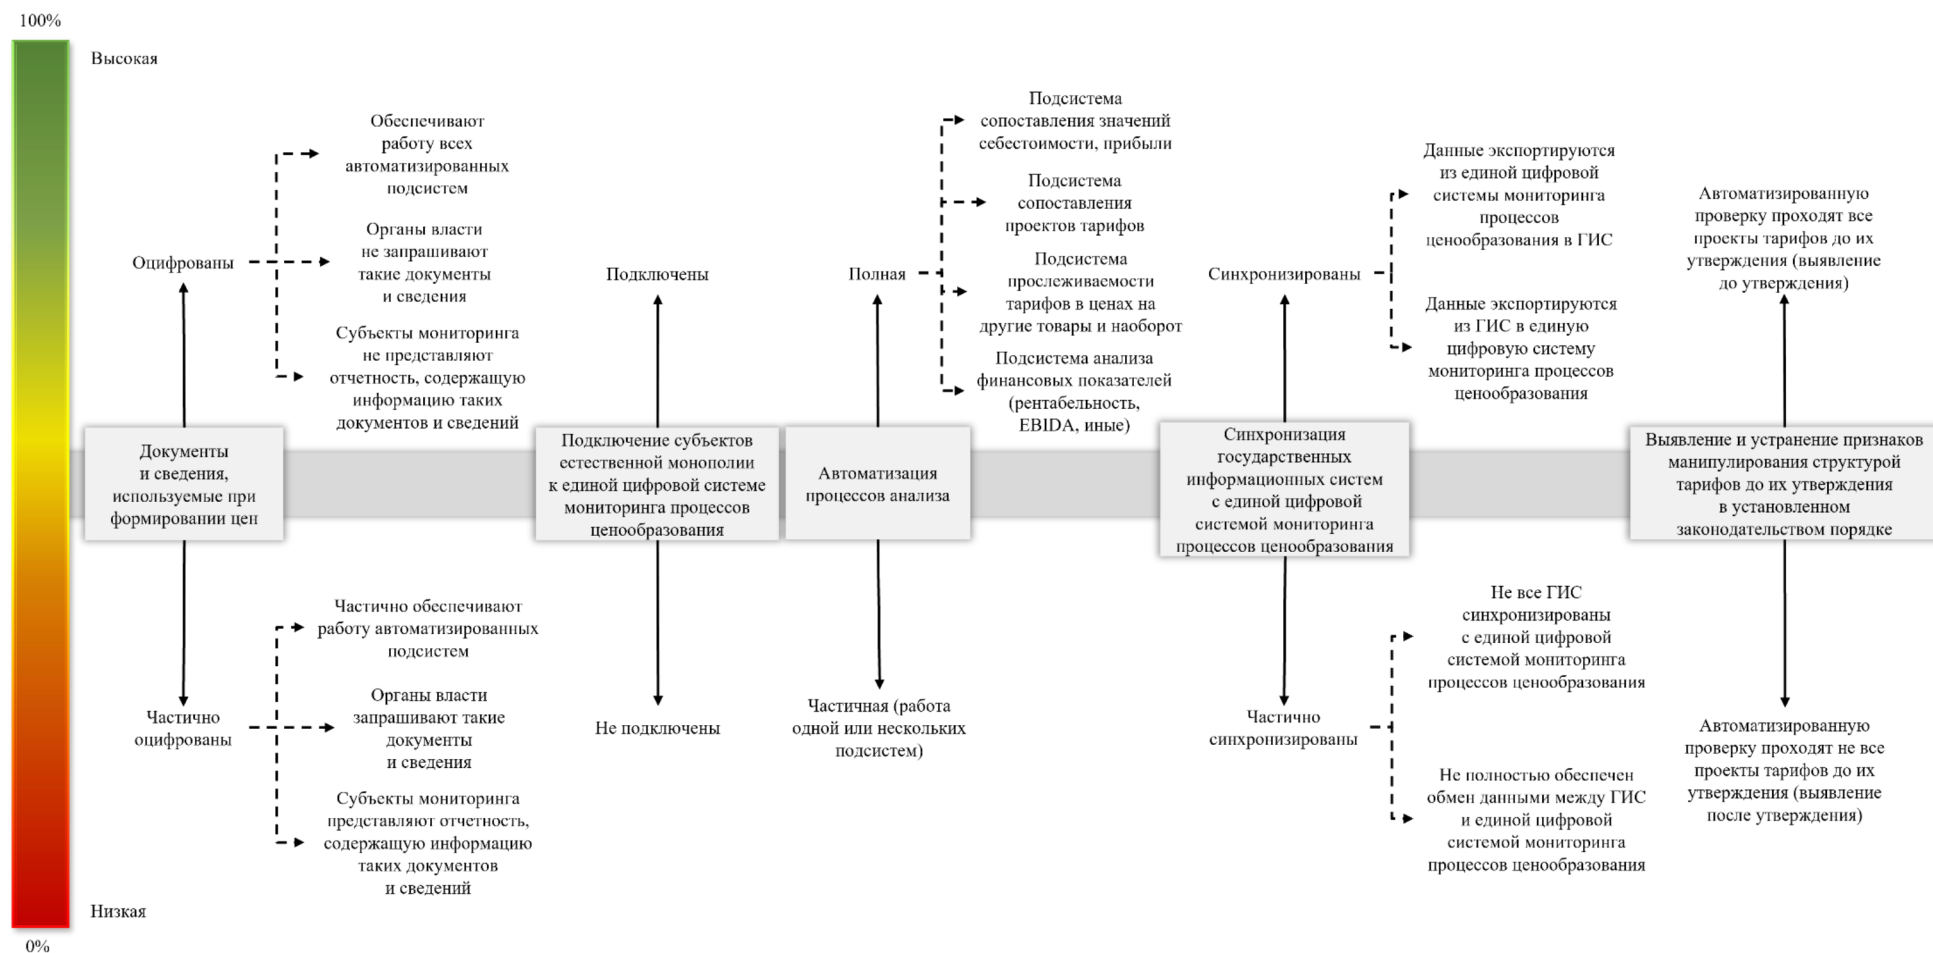 100%
Высокая
Обеспечивают
работу всех
автоматизированных
подсистем
Оцифрованы
Органы власти
не запрашивают
такие документы
и сведения
Субъекты мониторинга
не представляют
отчетность, содержащую
информацию таких
документов и сведений
Документы
и сведения,
используемые при
формировании цен
Частично обеспечивают
работу автоматизированных
подсистем
Частично
оцифрованы
Органы власти
запрашивают такие
документы
и сведения
Субъекты мониторинга
представляют отчетность,
содержащую информацию
таких документов
и сведений
Подключены
Подключение субъектов
естественной монополии
к единой цифровой системе
мониторинга процессов
ценообразования
Не подключены
Полная
Подсистема
сопоставления значений
себестоимости, прибыли
Подсистема
сопоставления
проектов тарифов
Подсистема
прослеживаемости
тарифов в ценах на
другие товары и наоборот
Подсистема анализа
финансовых показателей
(рентабельность,
EBIDA, иные)
Автоматизация
процессов анализа
Частичная (работа
одной или нескольких
подсистем)
Синхронизированы
Данные экспортируются
из единой цифровой
системы мониторинга
процессов
ценообразования в ГИС
Данные экспортируются
из ГИС в единую
цифровую систему
мониторинга процессов
ценообразования
Синхронизация
государственных
информационных систем
с единой цифровой
системой мониторинга
процессов ценообразования
Частично
синхронизированы
Не все ГИС
синхронизированы
с единой цифровой
системой мониторинга
процессов ценообразования
Не полностью обеспечен
обмен данными между ГИС
и единой цифровой
системой мониторинга
процессов ценообразования
Автоматизированную
проверку проходят все
проекты тарифов до их
утверждения (выявление
до утверждения)
Выявление и устранение признаков
манипулирования структурой
тарифов до их утверждения
в установленном
законодательством порядке
Автоматизированную
проверку проходят не все
проекты тарифов до их
утверждения (выявление
после утверждения)
Низкая
0%